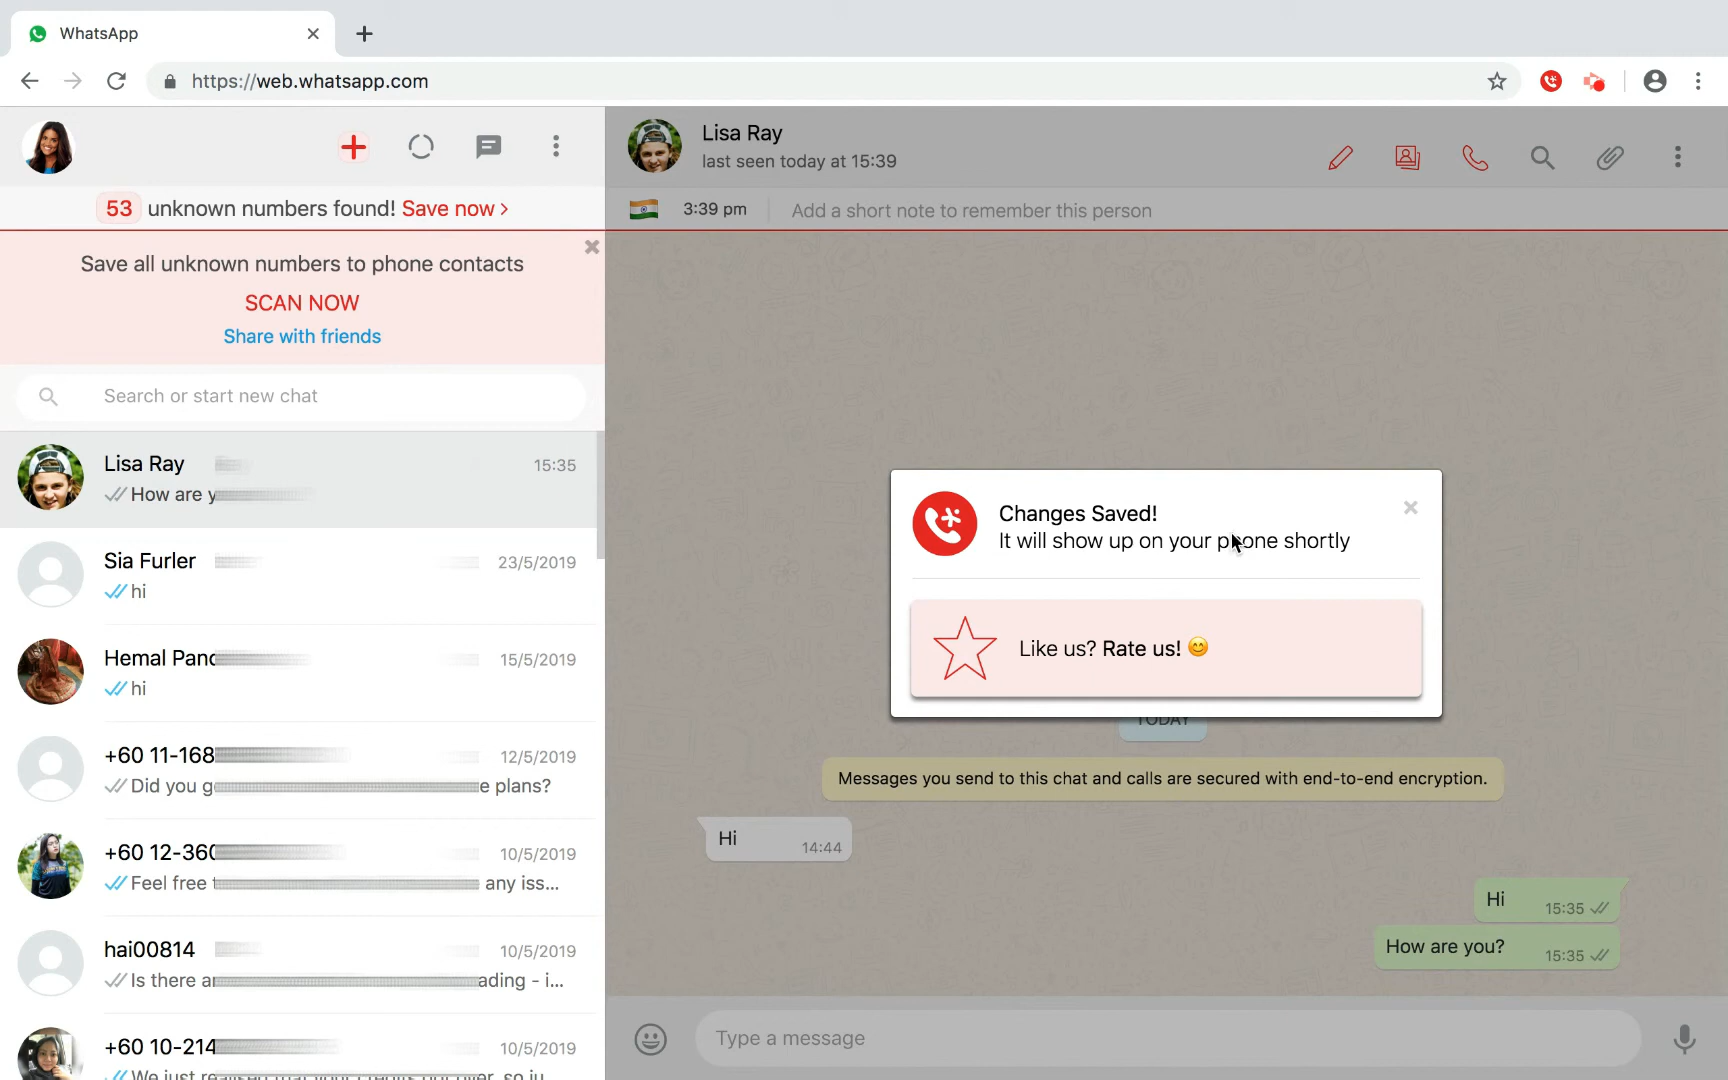 WhatsApp
https://web.whatsapp.com
53 unknown numbers found! Save now ›
Save all unknown numbers to phone contacts
SCAN NOW
Share with friends
Search or start new chat
Lisa Ray
15:35
How are
Sia Furler
23/5/2019
hi
Hemal
15/5/2019
hi
+60 11-168
12/5/2019
Did you
plans?
+60 12-360
10/5/2019
Feel free
any iss...
hai00814
10/5/2019
Is there
ading - i...
+60 10-214
10/5/2019
We just
Lisa Ray
last seen today at 15:39
3:39 pm
Add a short note to remember this person
Changes Saved!
It will show up on your phone shortly
Like us? Rate us! 😊
TODAY
Messages you send to this chat and calls are secured with end-to-end encryption.
Hi
14:44
Hi
15:35
How are you?
15:35
Type a message